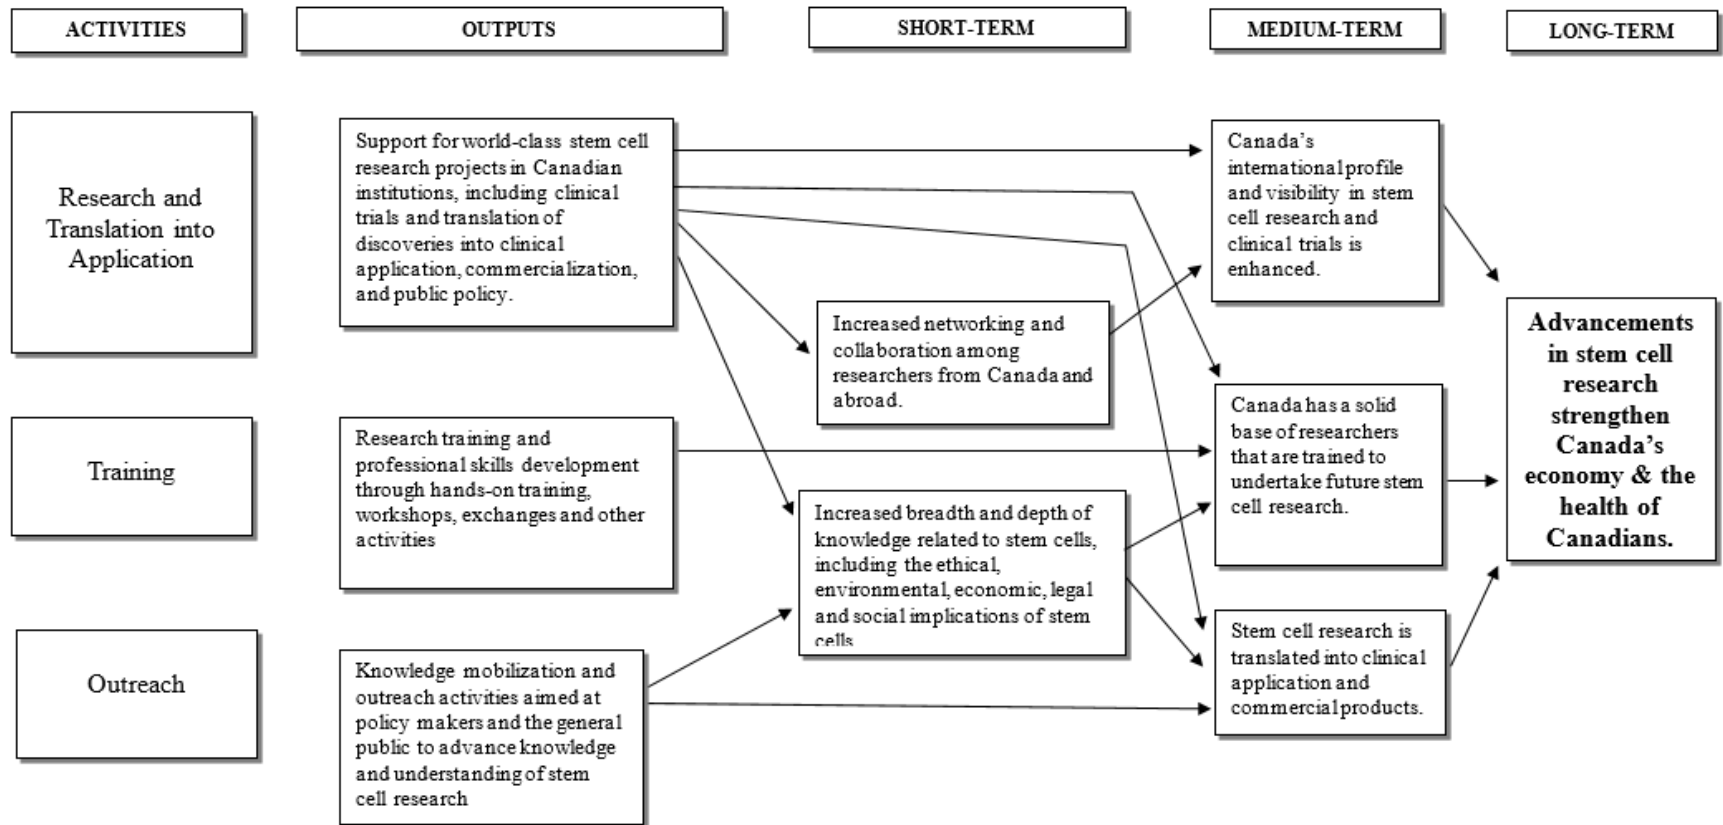 ACTIVITIES
OUTPUTS
SHORT-TERM
MEDIUM-TERM
LONG-TERM
Research and
Translation into
Application
Support for world-class stem cell
research projects in Canadian
institutions, including clinical
trials and translation of
discoveries into clinical
application, commercialization,
and public policy.
Canada's
international profile
and visibility in stem
cell research and
clinical trials is
enhanced.
Increased networking and
collaboration among
researchers from Canada and
abroad.
Advancements
in stem cell
research
strengthen
Canada's
economy & the
health of
Canadians.
Training
Research training and
professional skills development
through hands-on training,
workshops, exchanges and other
activities
Canada has a solid
base of researchers
that are trained to
undertake future stem
cell research.
Increased breadth and depth of
knowledge related to stem cells,
including the ethical,
environmental, economic, legal
and social implications of stem
cells
Outreach
Knowledge mobilization and
outreach activities aimed at
policy makers and the general
public to advance knowledge
and understanding of stem
cell research
Stem cell research is
translated into clinical
application and
commercial products.